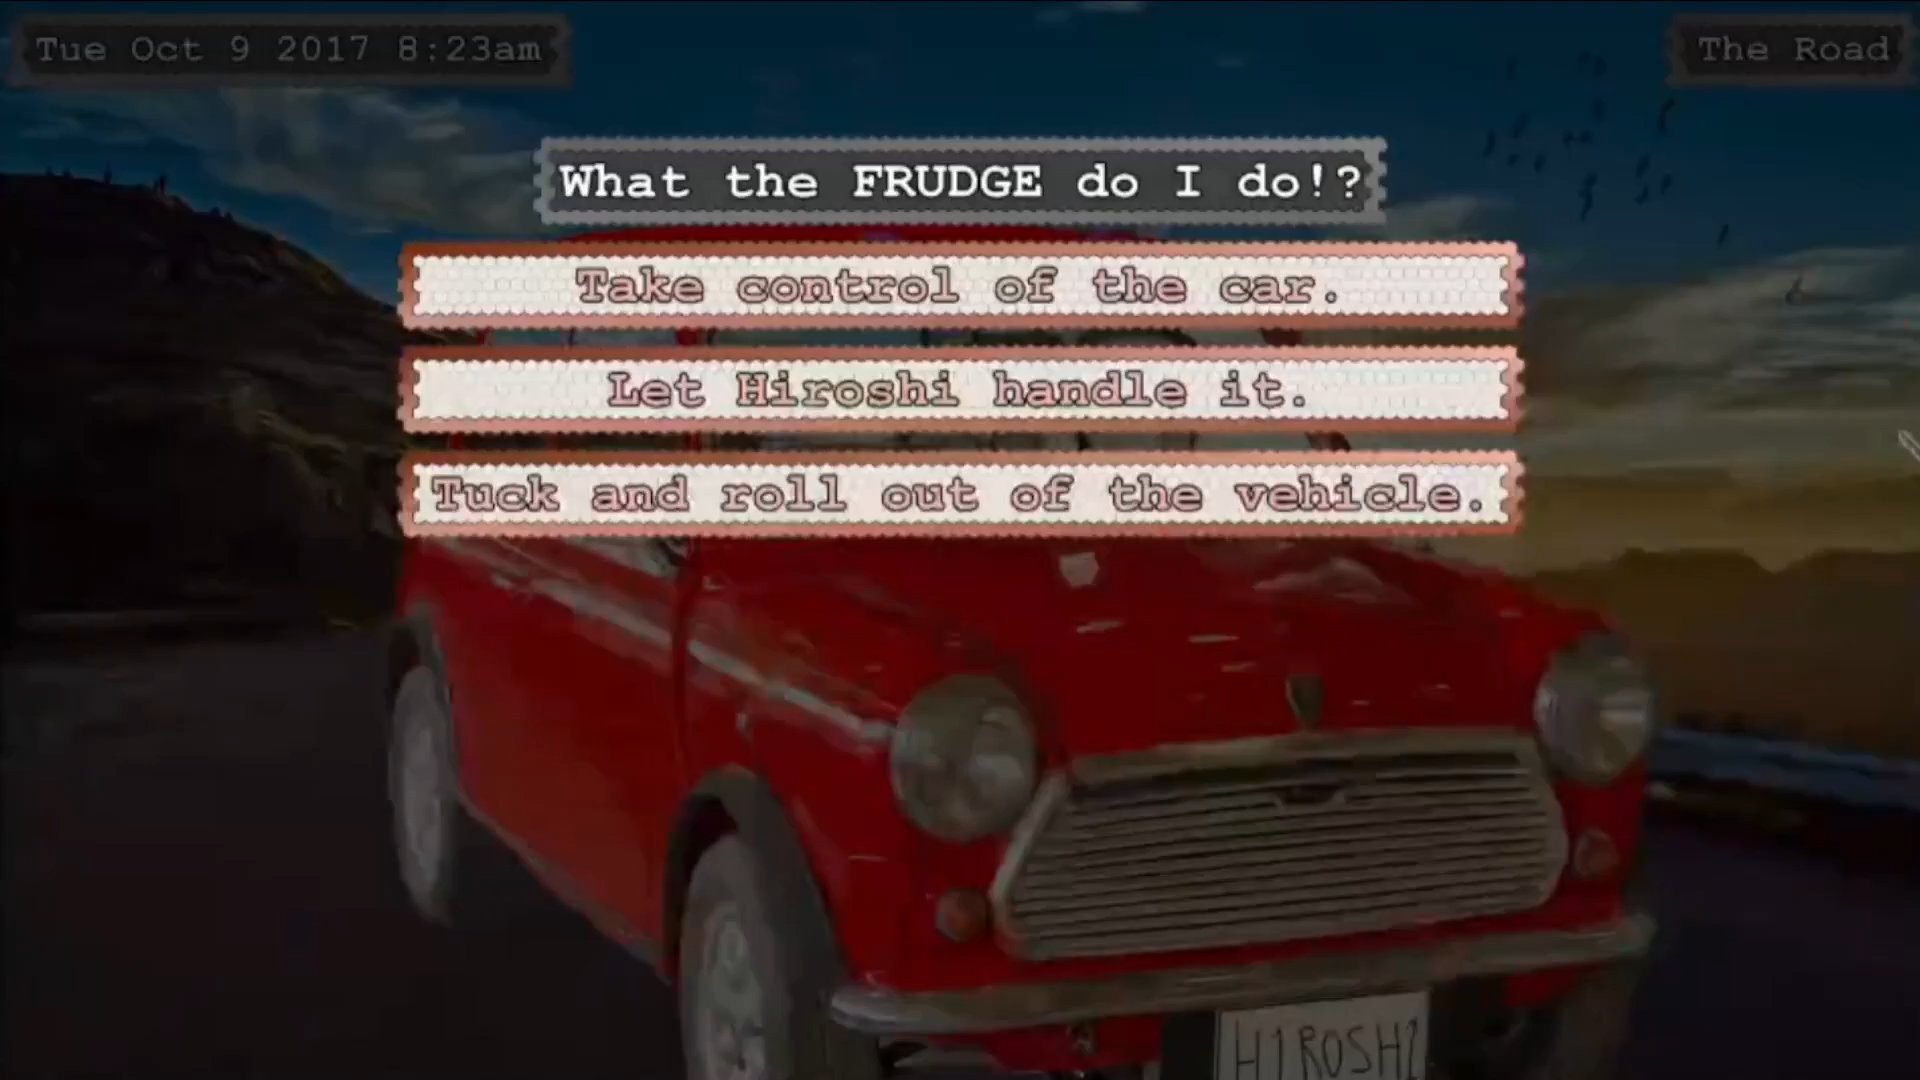 Tue Oct 9 2017 8:23am
The Road
What the FRUDGE do I do!?
Take control of the car.
Let Hiroshi handle it.
Tuck and roll out of the vehicle.
HIROSHI